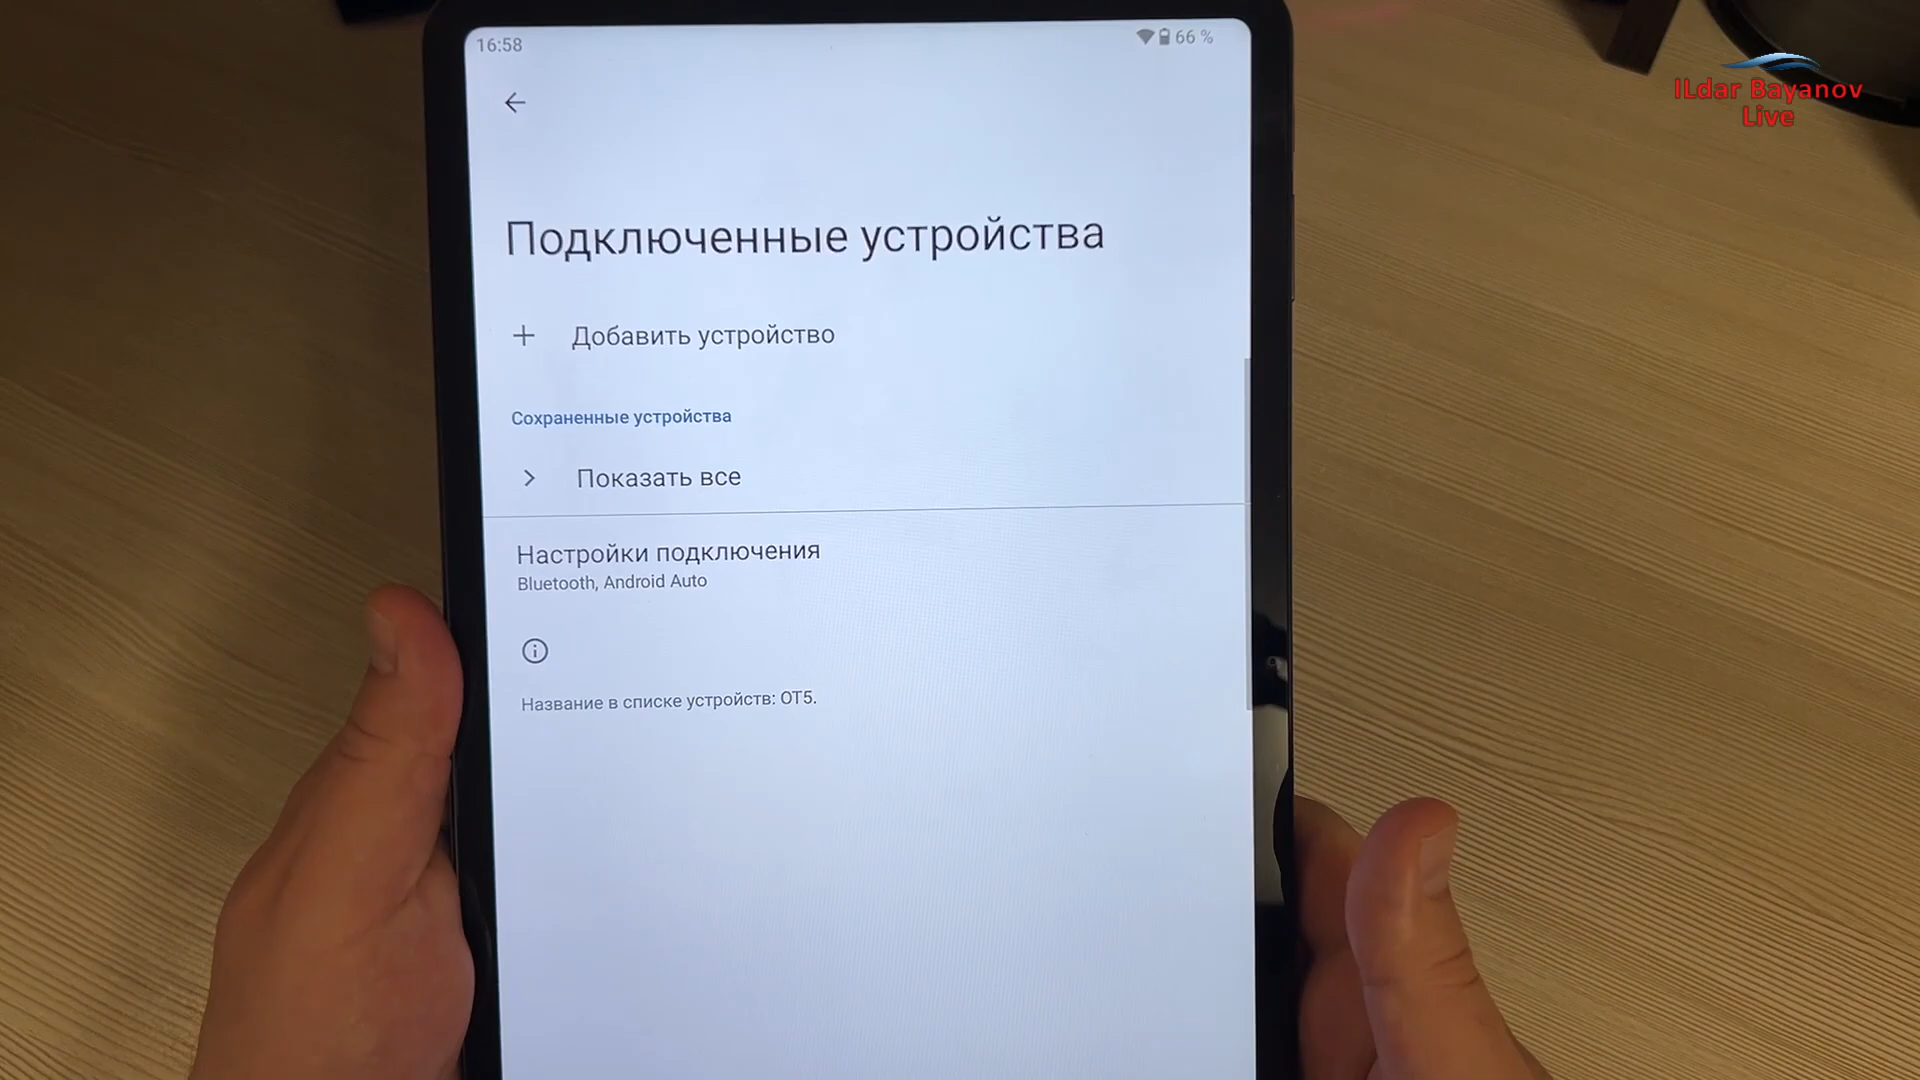 16:58
66 %
ILdar Bayanov
Live
Подключенные устройства
Добавить устройство
Сохраненные устройства
Показать все
Настройки подключения
Bluetooth, Android Auto
Название в списке устройств: OT5.